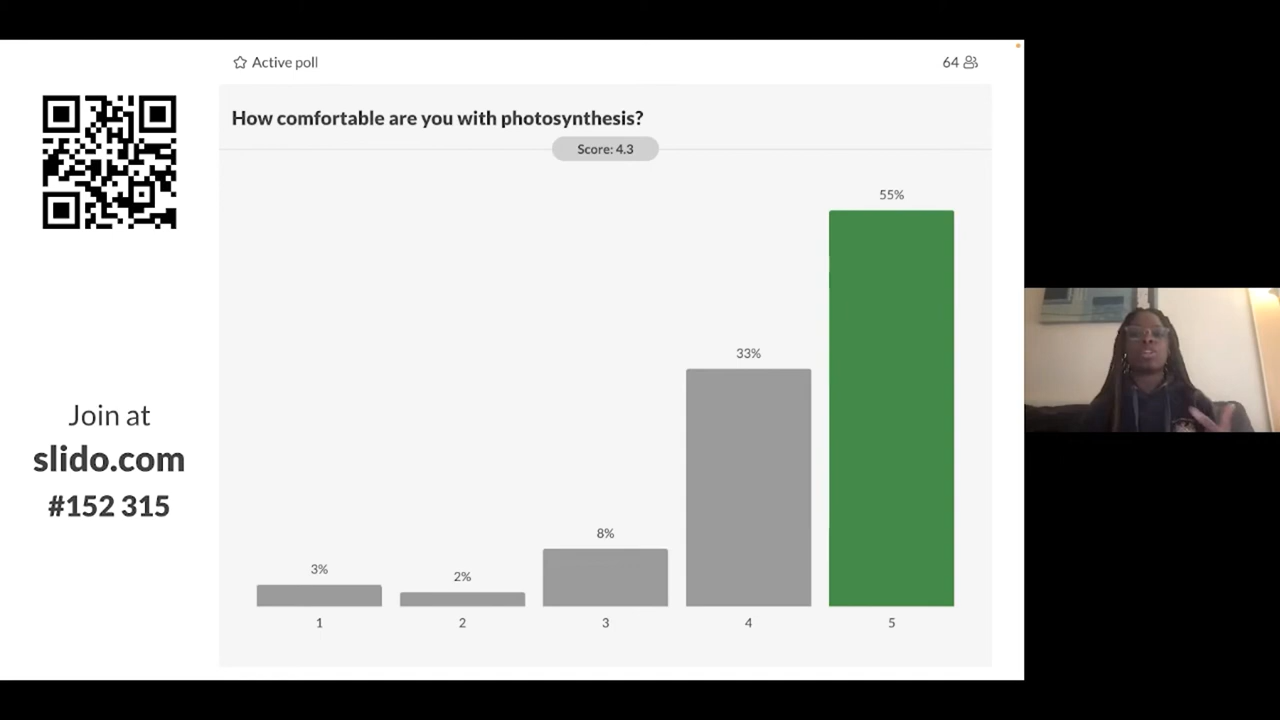 Active poll
64
How comfortable are you with photosynthesis?
Score: 4.3
55%
33%
8%
3%
2%
1
2
3
4
5
Join at
slido.com
#152 315